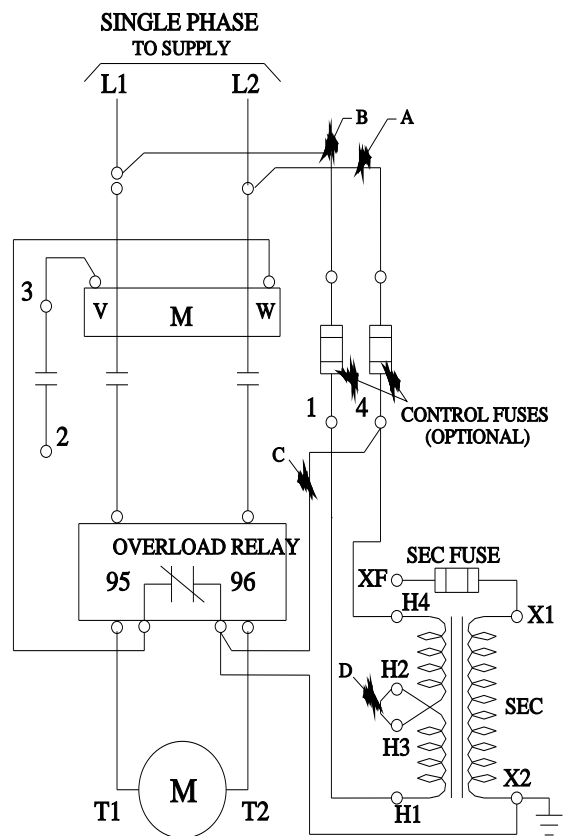 SINGLE PHASE
TO SUPPLY
L1 L2
B A
3 V M W
2
1 4 CONTROL FUSES
(OPTIONAL)
C
OVERLOAD RELAY
95 96
SEC FUSE
XF
H4 X1
D H2
SEC
H3
X2
T1 M T2
H1